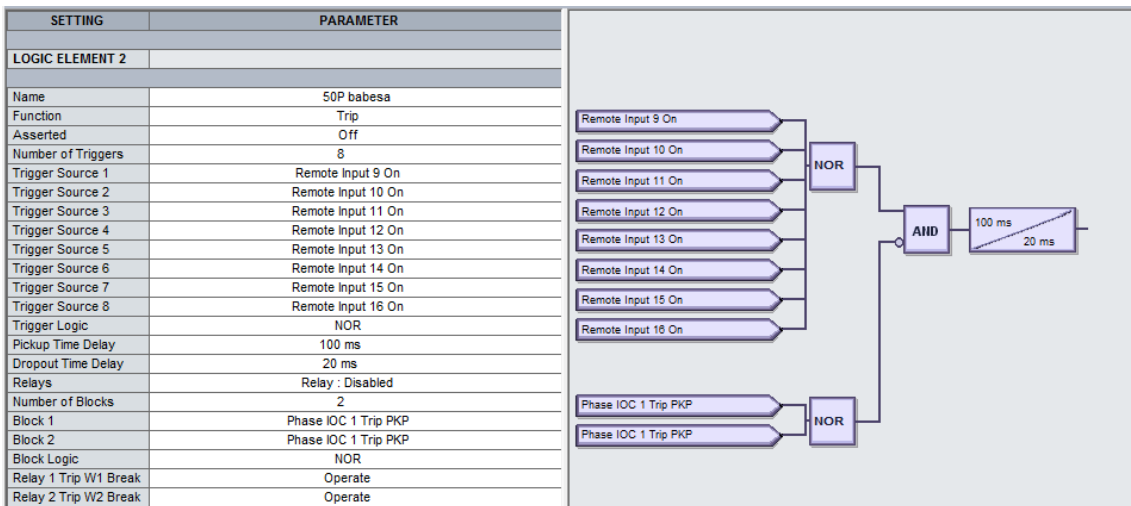 SETTING PARAMETER
LOGIC ELEMENT 2
Name 50P babesa
Function Trip
Asserted Off
Number of Triggers 8
Trigger Source 1 Remote Input 9 On
Trigger Source 2 Remote Input 10 On
Trigger Source 3 Remote Input 11 On
Trigger Source 4 Remote Input 12 On
Trigger Source 5 Remote Input 13 On
Trigger Source 6 Remote Input 14 On
Trigger Source 7 Remote Input 15 On
Trigger Source 8 Remote Input 16 On
Trigger Logic NOR
Pickup Time Delay 100 ms
Dropout Time Delay 20 ms
Relays Relay : Disabled
Number of Blocks 2
Block 1 Phase IOC 1 Trip PKP
Block 2 Phase IOC 1 Trip PKP
Block Logic NOR
Relay 1 Trip W1 Break Operate
Relay 2 Trip W2 Break Operate
Remote Input 9 On
Remote Input 10 On
Remote Input 11 On
Remote Input 12 On
Remote Input 13 On
Remote Input 14 On
Remote Input 15 On
Remote Input 16 On
NOR
AND
100 ms
20 ms
Phase IOC 1 Trip PKP
Phase IOC 1 Trip PKP
NOR